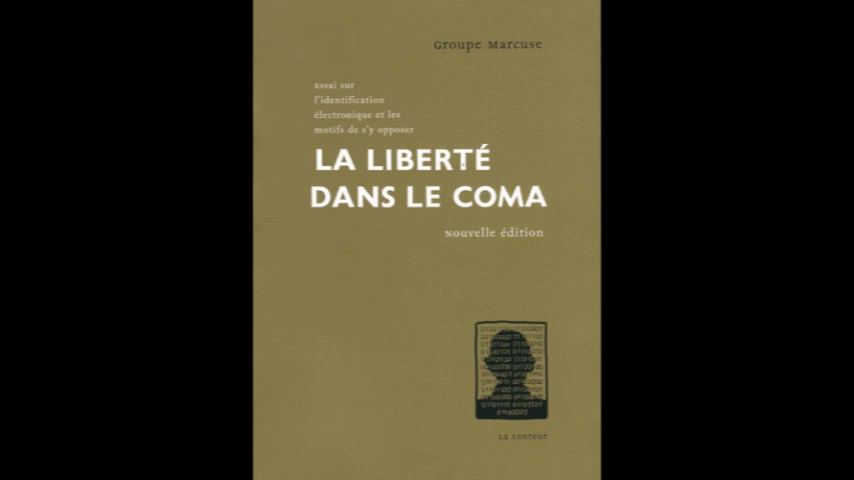 Groupe Marcuse
Essai sur
l'identification
électronique et les
motifs de s'y opposer
LA LIBERTÉ
DANS LE COMA
Nouvelle édition
La Lenteur